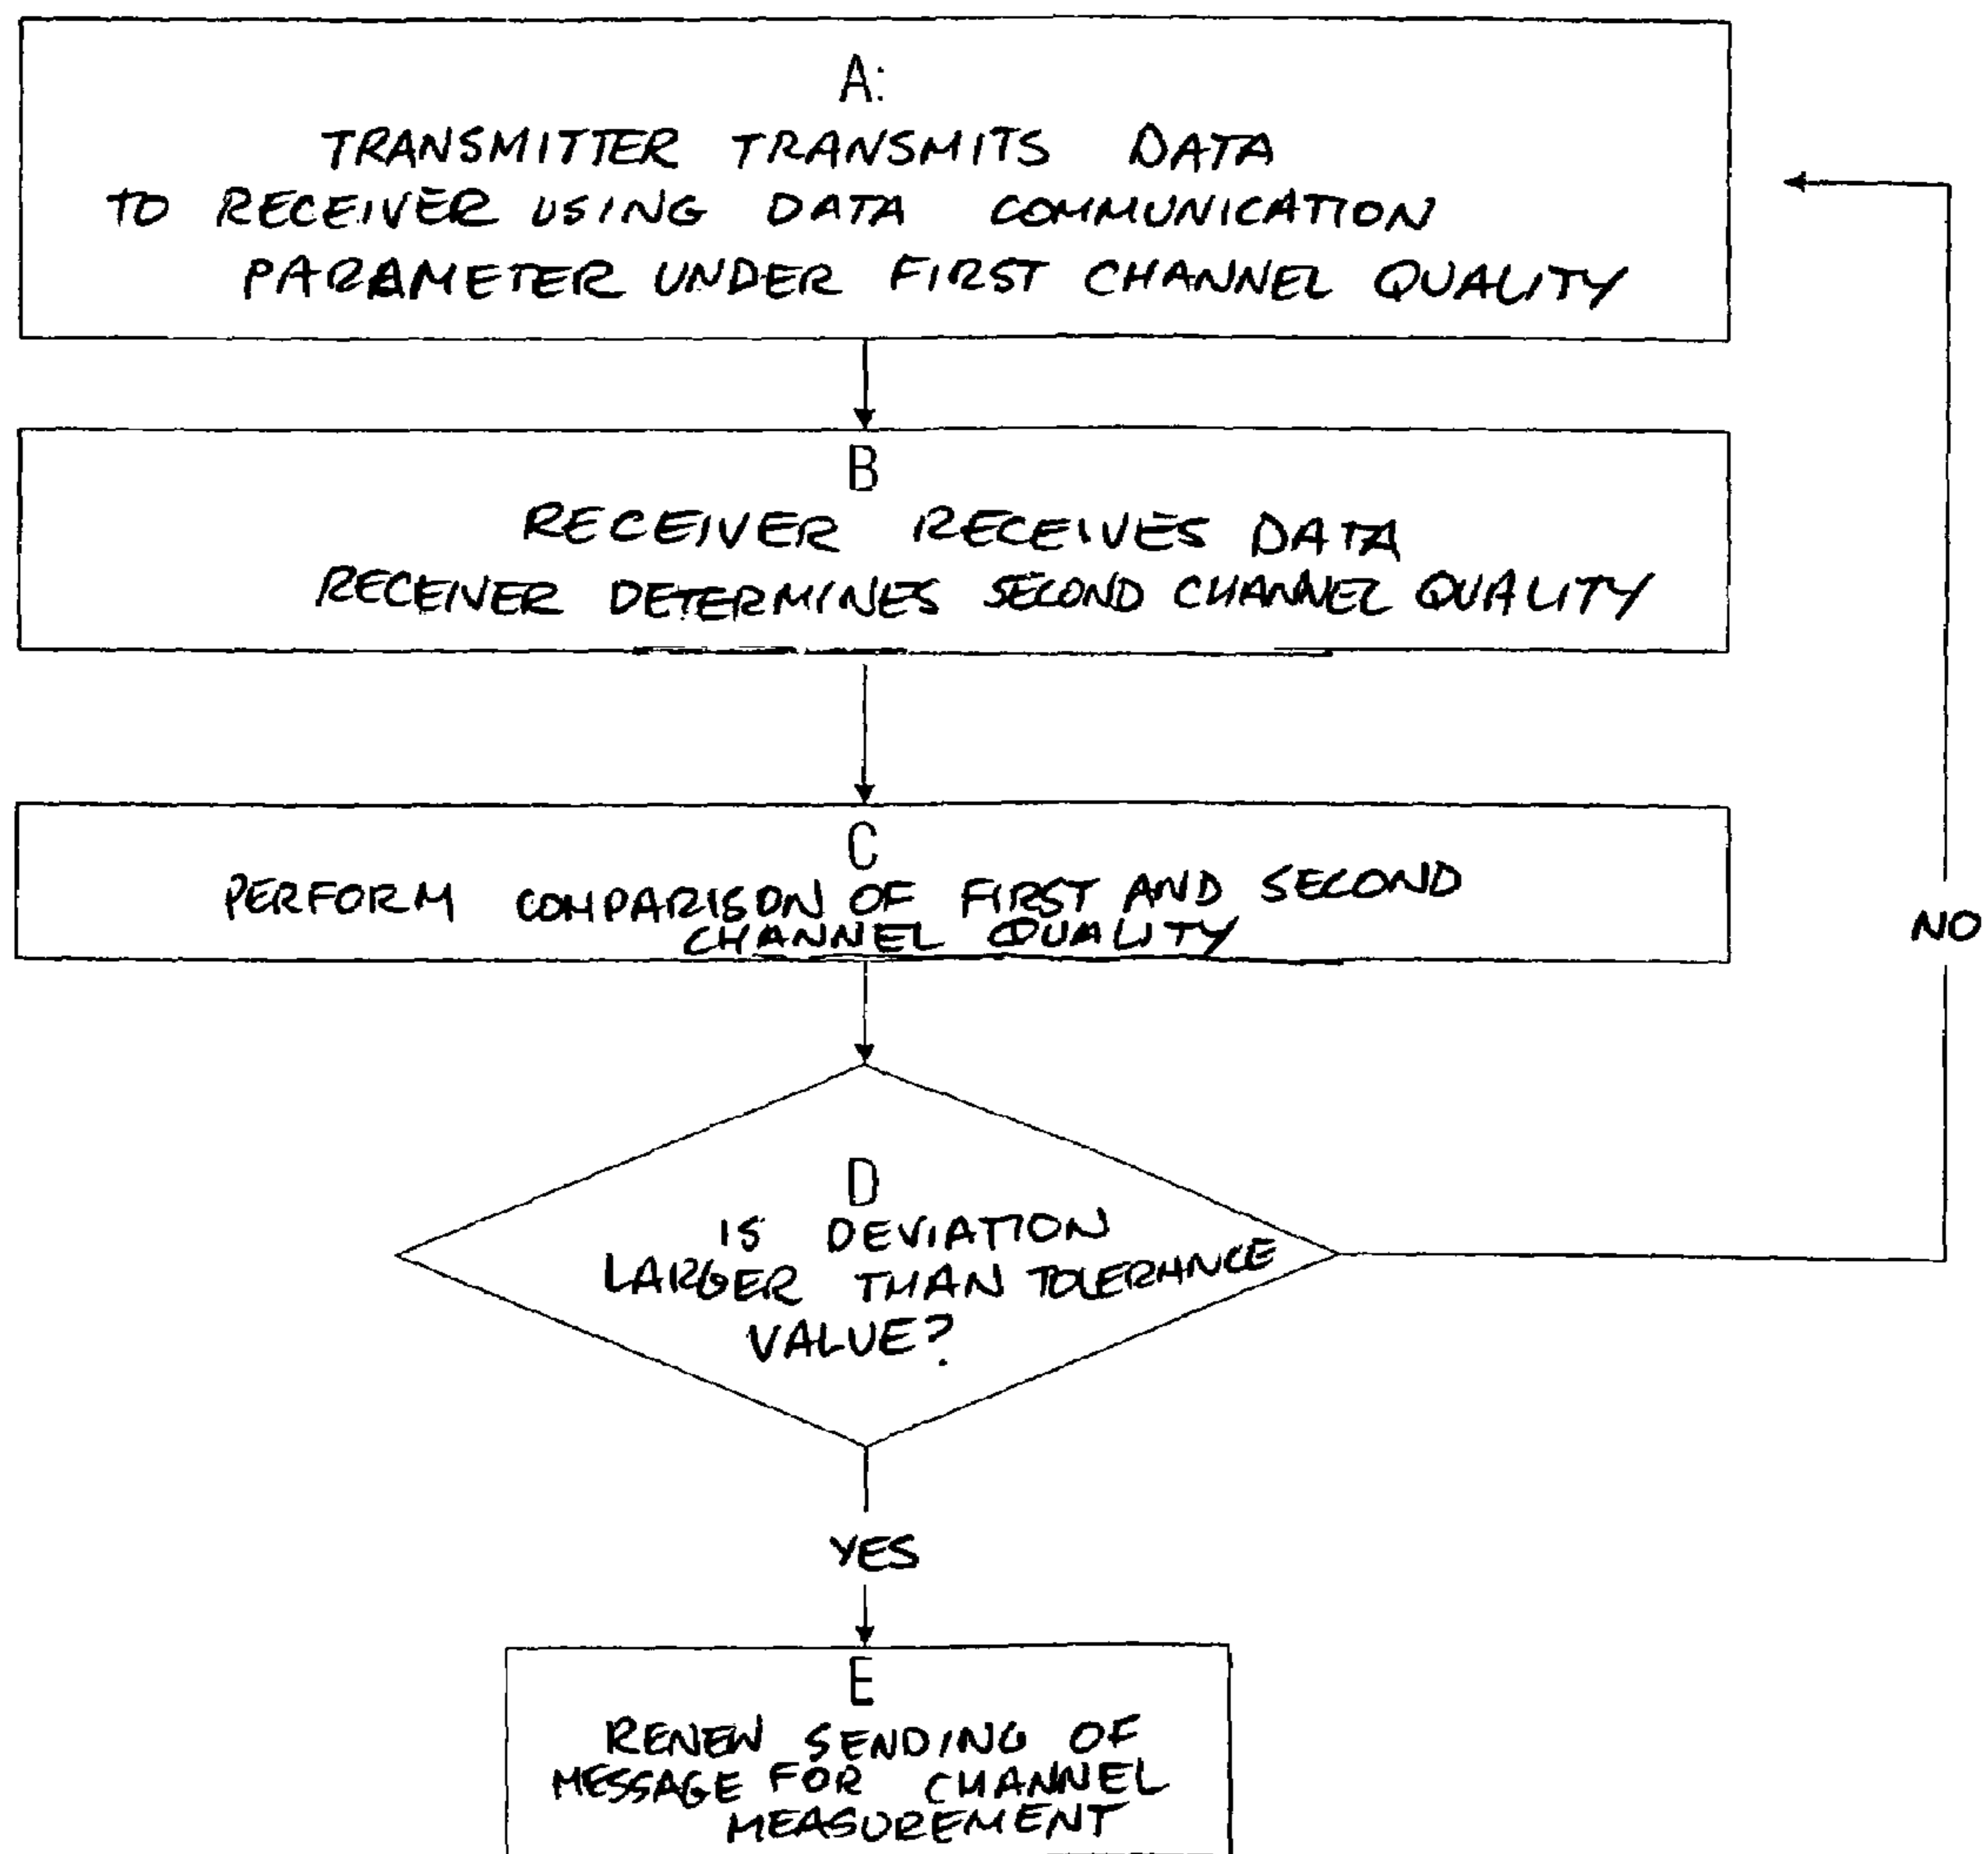 A:
TRANSMITTER TRANSMITS DATA
TO RECEIVER USING DATA COMMUNICATION
PARAMETER UNDER FIRST CHANNEL QUALITY
B
RECEIVER RECEIVES DATA
RECEIVER DETERMINES SECOND CHANNEL QUALITY
C
PERFORM COMPARISON OF FIRST AND SECOND
CHANNEL QUALITY
NO
D
IS DEVIATION
LARGER THAN TOLERANCE
VALUE?
YES
E
RENEW SENDING OF
MESSAGE FOR CHANNEL
MEASUREMENT